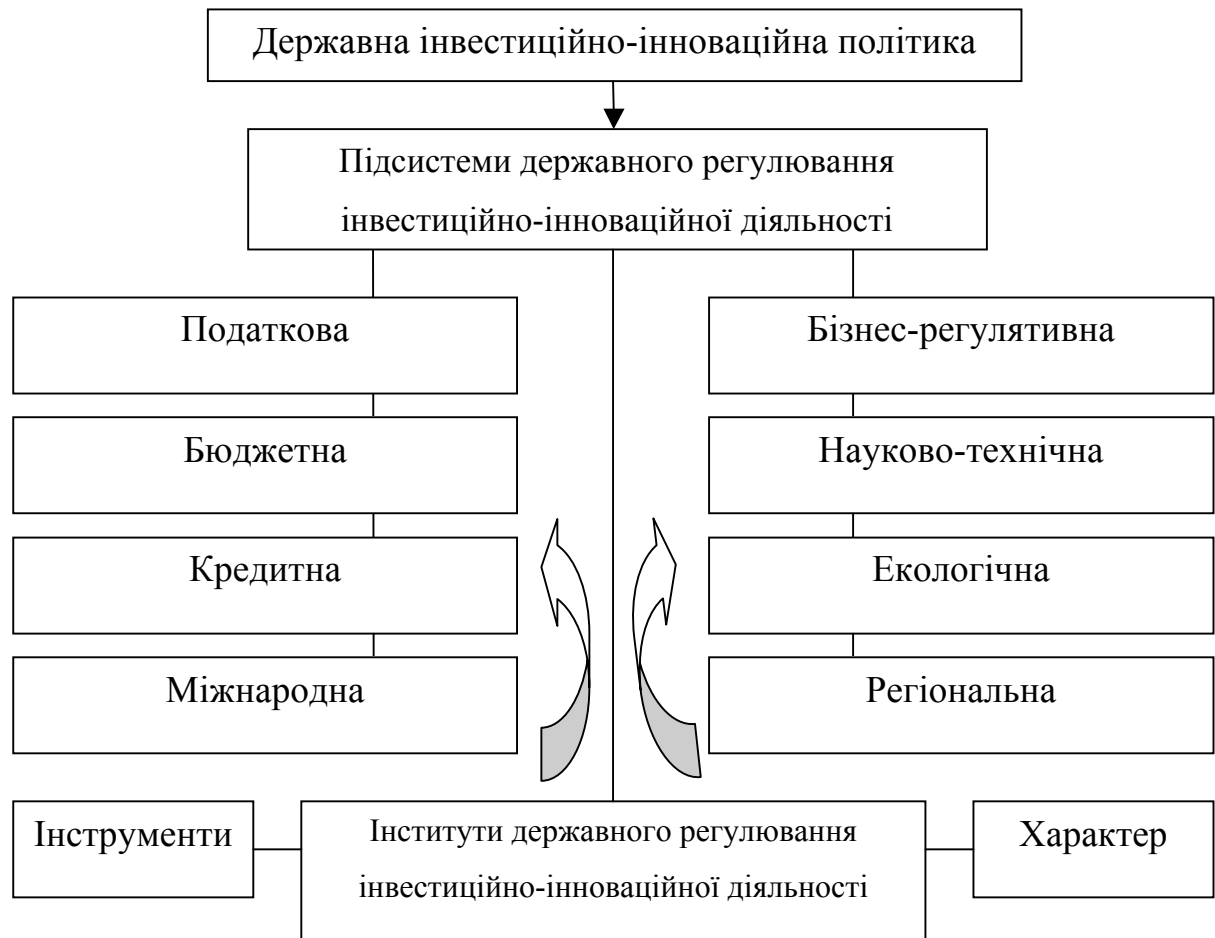 Державна інвестиційно-інноваційна політика
Підсистеми державного регулювання
інвестиційно-інноваційної діяльності
Податкова
Бізнес-регулятивна
Бюджетна
Науково-технічна
Кредитна
Екологічна
Міжнародна
Регіональна
Інструменти
Інститути державного регулювання
інвестиційно-інноваційної діяльності
Характер